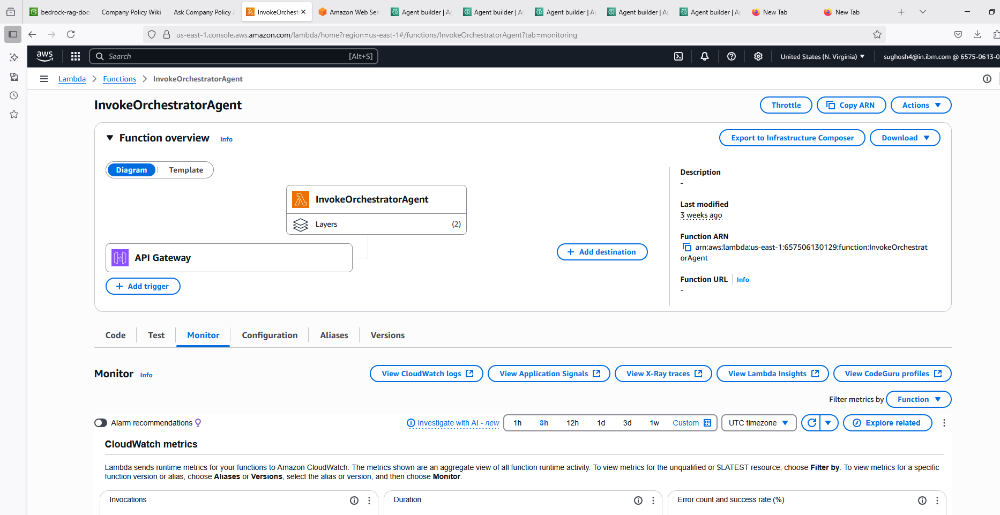 bedrock-rag-docu
Company Policy Wiki
Ask Company Policy A
InvokeOrchestr
Amazon Web Serv
Agent builder | Ag
Agent builder | Ag
Agent builder | Ag
Agent builder | Ag
Agent builder | Ag
New Tab
New Tab
us-east-1.console.aws.amazon.com/lambda/home?region=us-east-1#/functions/InvokeOrchestratorAgent?tab=monitoring
aws
Search
[Alt+S]
United States (N. Virginia)
sughosh4@in.ibm.com @ 6575-0613-0
Lambda
Functions
InvokeOrchestratorAgent
InvokeOrchestratorAgent
Throttle
Copy ARN
Actions
Function overview
Info
Export to Infrastructure Composer
Download
Diagram
Template
InvokeOrchestratorAgent
Layers
(2)
API Gateway
Add trigger
Add destination
Description
-
Last modified
3 weeks ago
Function ARN
arn:aws:lambda:us-east-1:657506130129:function:InvokeOrchestrat
orAgent
Function URL
Info
-
Code
Test
Monitor
Configuration
Aliases
Versions
Monitor
Info
View CloudWatch logs
View Application Signals
View X-Ray traces
View Lambda Insights
View CodeGuru profiles
Filter metrics by
Function
Alarm recommendations
Investigate with AI - new
1h
3h
12h
1d
3d
1w
Custom
UTC timezone
Explore related
CloudWatch metrics
Lambda sends runtime metrics for your functions to Amazon CloudWatch. The metrics shown are an aggregate view of all function runtime activity. To view metrics for the unqualified or $LATEST resource, choose Filter by. To view metrics for a specific
function version or alias, choose Aliases or Versions, select the alias or version, and then choose Monitor.
Invocations
Duration
Error count and success rate (%)